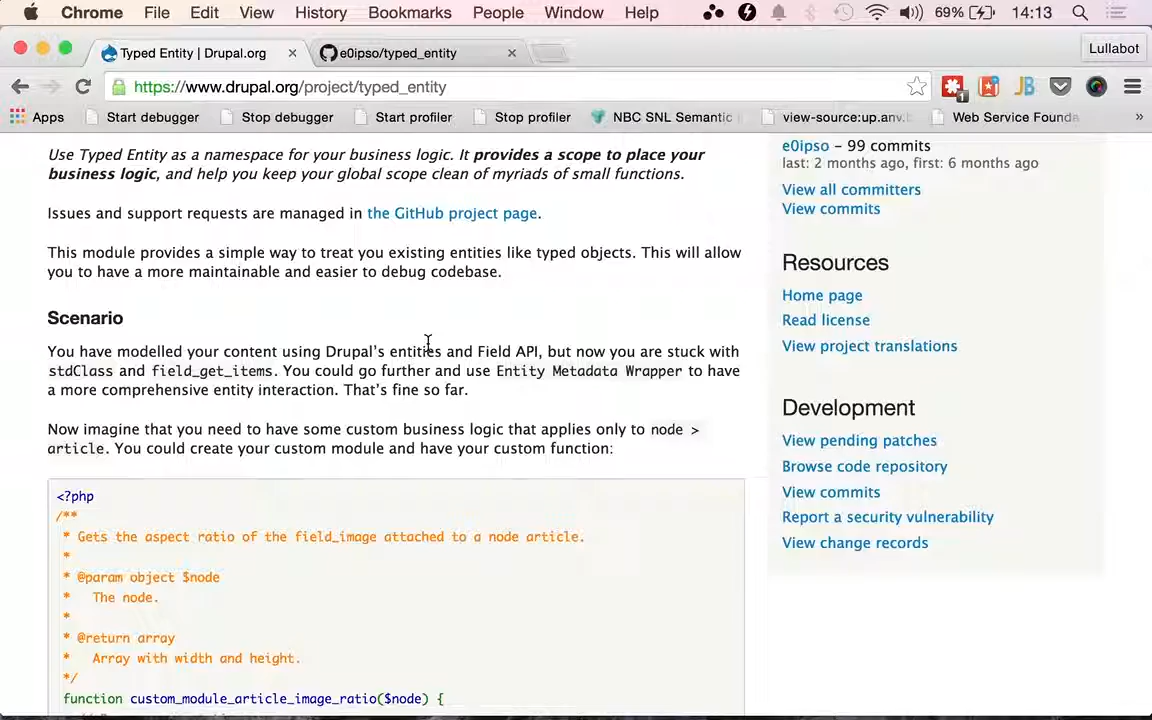 Chrome File Edit View History Bookmarks People Window Help 69% 14:13
Typed Entity | Drupal.org × e0ipso/typed_entity × Lullabot
https://www.drupal.org/project/typed_entity 1
Apps Start debugger Stop debugger Start profiler Stop profiler NBC SNL Semantic view-source:up.anv. Web Service Founda »
Use Typed Entity as a namespace for your business logic. It provides a scope to place your
business logic, and help you keep your global scope clean of myriads of small functions.
Issues and support requests are managed in the GitHub project page.
This module provides a simple way to treat you existing entities like typed objects. This will allow
you to have a more maintainable and easier to debug codebase.
Scenario
You have modelled your content using Drupal's entities and Field API, but now you are stuck with
stdClass and field_get_items. You could go further and use Entity Metadata Wrapper to have
a more comprehensive entity interaction. That's fine so far.
Now imagine that you need to have some custom business logic that applies only to node >
article. You could create your custom module and have your custom function:
<?php
/**
* Gets the aspect ratio of the field_image attached to a node article.
*
* @param object $node
* The node.
*
* @return array
* Array with width and height.
*/
function custom_module_article_image_ratio($node) {
e0ipso – 99 commits
last: 2 months ago, first: 6 months ago
View all committers
View commits
Resources
Home page
Read license
View project translations
Development
View pending patches
Browse code repository
View commits
Report a security vulnerability
View change records